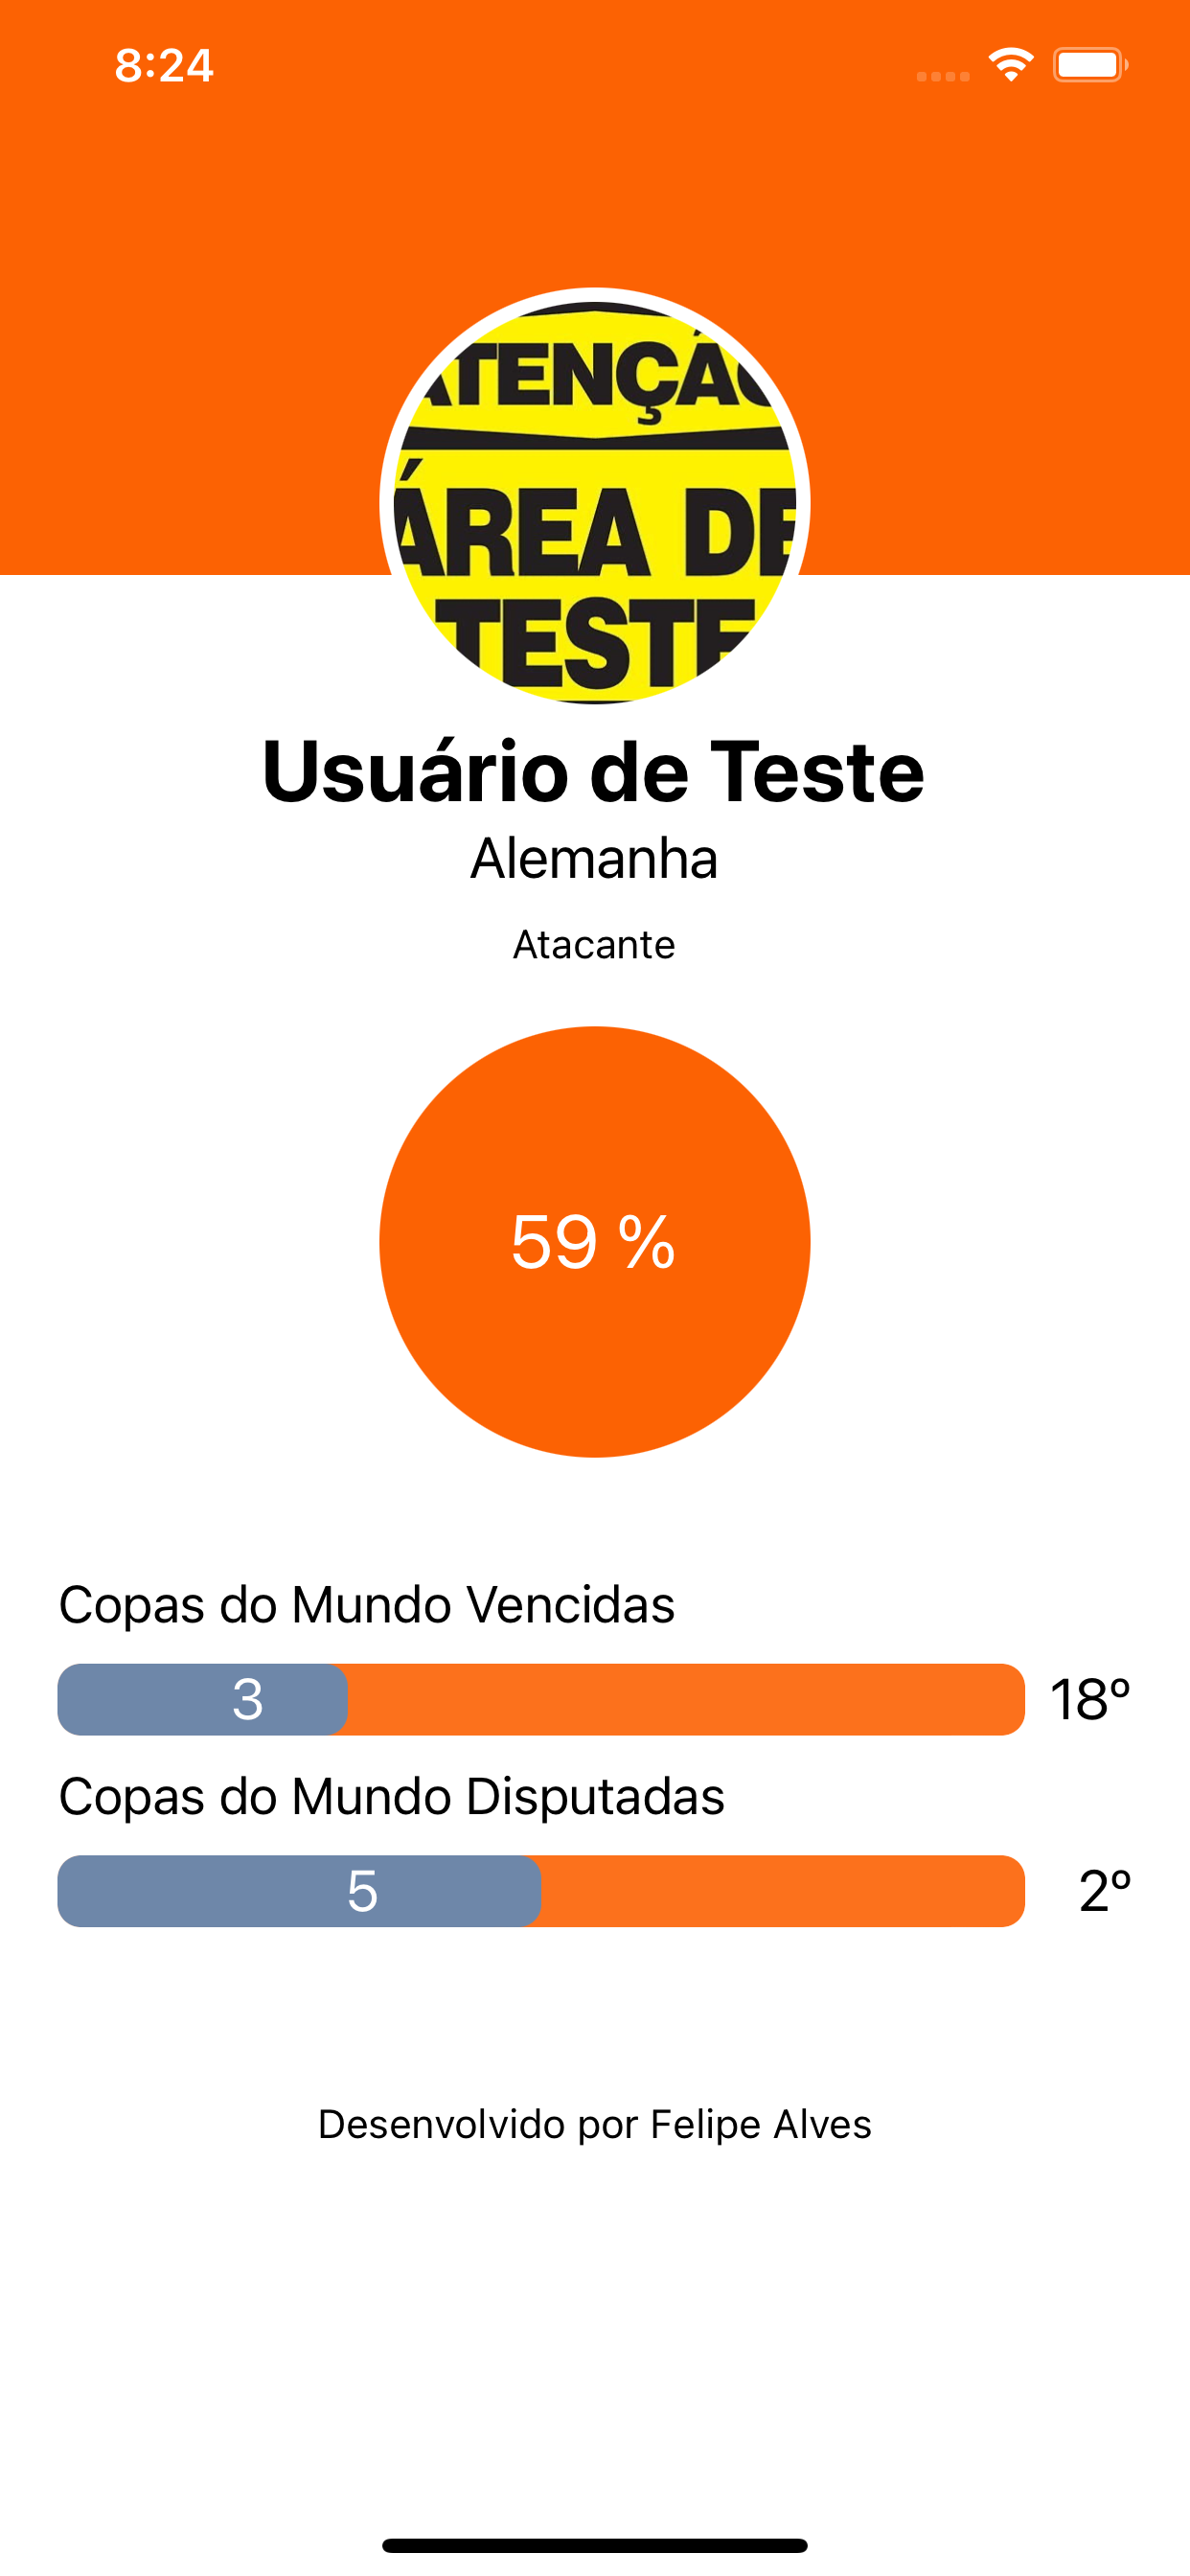 8:24
ATENÇÃO
ÁREA DE
TESTE
Usuário de Teste
Alemanha
Atacante
59 %
Copas do Mundo Vencidas
3 18º
Copas do Mundo Disputadas
5 2º
Desenvolvido por Felipe Alves